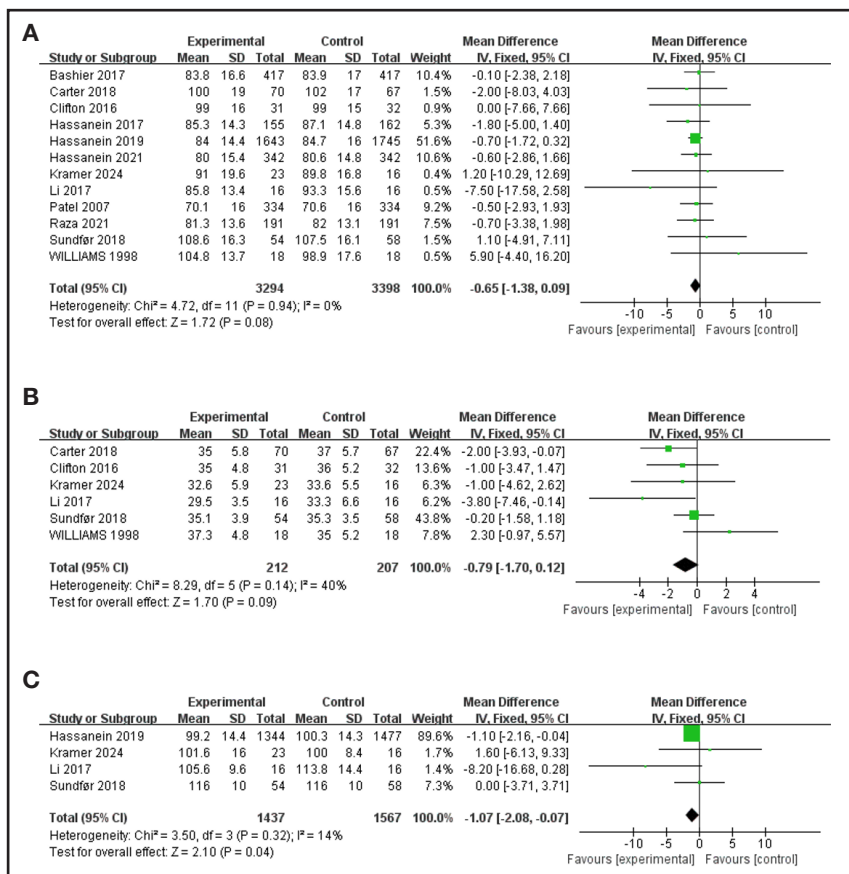 A
Experimental Control Mean Difference Mean Difference
Study or Subgroup Mean SD Total Mean SD Total Weight IV, Fixed, 95% CI IV, Fixed, 95% CI
Bashier 2017 83.8 16.6 417 83.9 17 417 10.4% -0.10 [-2.38, 2.18]
Carter 2018 100 19 70 102 17 67 1.5% -2.00 [-8.03, 4.03]
Clifton 2016 99 16 31 99 15 32 0.9% 0.00 [-7.66, 7.66]
Hassanein 2017 85.3 14.3 155 87.1 14.8 162 5.3% -1.80 [-5.00, 1.40]
Hassanein 2019 84 14.4 1643 84.7 16 1745 51.6% -0.70 [-1.72, 0.32]
Hassanein 2021 80 15.4 342 80.6 14.8 342 10.6% -0.60 [-2.86, 1.66]
Kramer 2024 91 19.6 23 89.8 16.8 16 0.4% 1.20 [-10.29, 12.69]
Li 2017 85.8 13.4 16 93.3 15.6 16 0.5% -7.50 [-17.58, 2.58]
Patel 2007 70.1 16 334 70.6 16 334 9.2% -0.50 [-2.93, 1.93]
Raza 2021 81.3 13.6 191 82 13.1 191 7.5% -0.70 [-3.38, 1.98]
Sundfør 2018 108.6 16.3 54 107.5 16.1 58 1.5% 1.10 [-4.91, 7.11]
WILLIAMS 1998 104.8 13.7 18 98.9 17.6 18 0.5% 5.90 [-4.40, 16.20]
Total (95% CI) 3294 3398 100.0% -0.65 [-1.38, 0.09]
Heterogeneity: Chi² = 4.72, df = 11 (P = 0.94); I² = 0%
Test for overall effect: Z = 1.72 (P = 0.08)
-10 -5 0 5 10
Favours [experimental] Favours [control]
B
Experimental Control Mean Difference Mean Difference
Study or Subgroup Mean SD Total Mean SD Total Weight IV, Fixed, 95% CI IV, Fixed, 95% CI
Carter 2018 35 5.8 70 37 5.7 67 22.4% -2.00 [-3.93, -0.07]
Clifton 2016 35 4.8 31 36 5.2 32 13.6% -1.00 [-3.47, 1.47]
Kramer 2024 32.6 5.9 23 33.6 5.5 16 6.3% -1.00 [-4.62, 2.62]
Li 2017 29.5 3.5 16 33.3 6.6 16 6.2% -3.80 [-7.46, -0.14]
Sundfør 2018 35.1 3.9 54 35.3 3.5 58 43.8% -0.20 [-1.58, 1.18]
WILLIAMS 1998 37.3 4.8 18 35 5.2 18 7.8% 2.30 [-0.97, 5.57]
Total (95% CI) 212 207 100.0% -0.79 [-1.70, 0.12]
Heterogeneity: Chi² = 8.29, df = 5 (P = 0.14); I² = 40%
Test for overall effect: Z = 1.70 (P = 0.09)
-4 -2 0 2 4
Favours [experimental] Favours [control]
C
Experimental Control Mean Difference Mean Difference
Study or Subgroup Mean SD Total Mean SD Total Weight IV, Fixed, 95% CI IV, Fixed, 95% CI
Hassanein 2019 99.2 14.4 1344 100.3 14.3 1477 89.6% -1.10 [-2.16, -0.04]
Kramer 2024 101.6 16 23 100 8.4 16 1.7% 1.60 [-6.13, 9.33]
Li 2017 105.6 9.6 16 113.8 14.4 16 1.4% -8.20 [-16.68, 0.28]
Sundfør 2018 116 10 54 116 10 58 7.3% 0.00 [-3.71, 3.71]
Total (95% CI) 1437 1567 100.0% -1.07 [-2.08, -0.07]
Heterogeneity: Chi² = 3.50, df = 3 (P = 0.32); I² = 14%
Test for overall effect: Z = 2.10 (P = 0.04)
-10 -5 0 5 10
Favours [experimental] Favours [control]